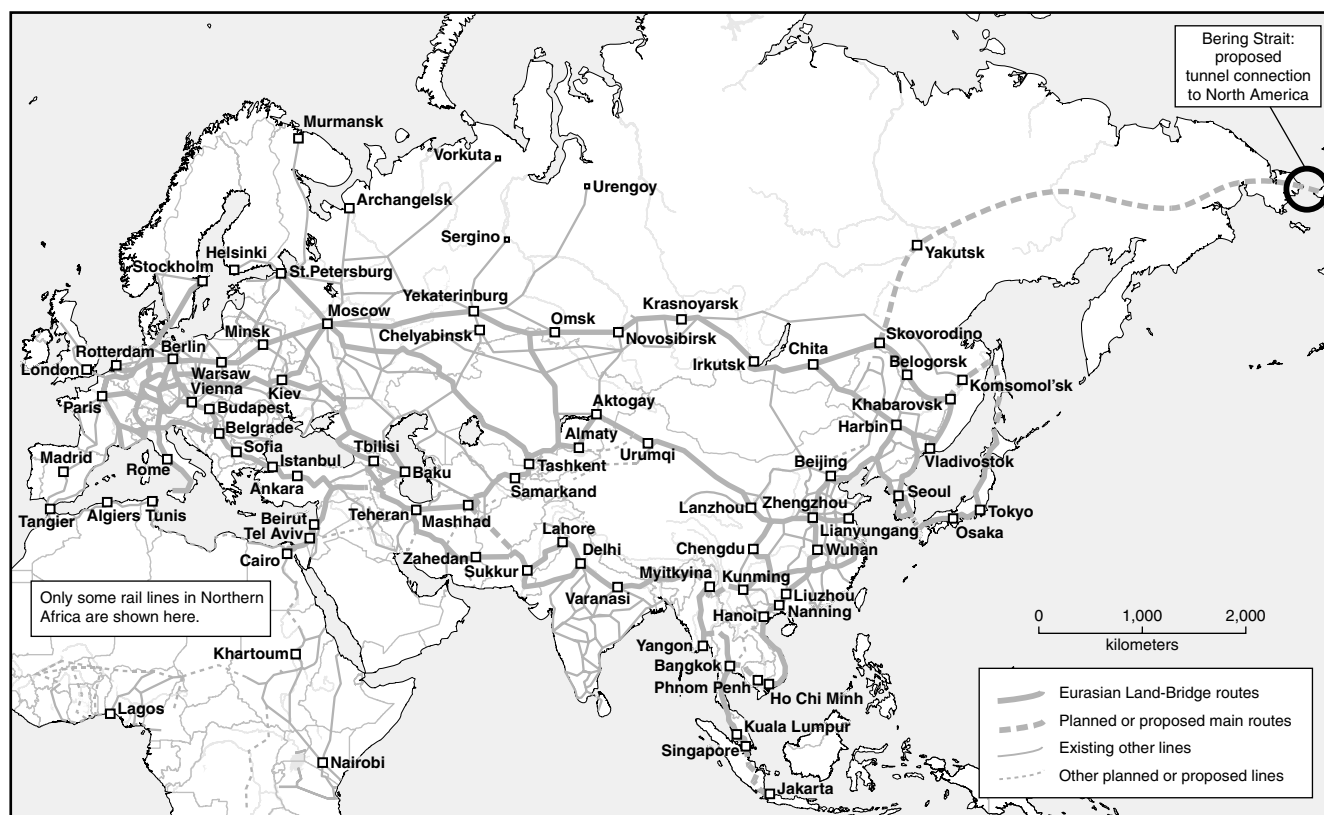 Bering Strait:
proposed
tunnel connection
to North America
Murmansk
Vorkuta
Urengoy
Archangelsk
Sergino
Yakutsk
Helsinki
Stockholm
St.Petersburg
Yekaterinburg
Krasnoyarsk
Moscow
Chelyabinsk
Omsk
Novosibirsk
Skovorodino
Minsk
Rotterdam
Berlin
London
Irkutsk
Chita
Belogorsk
Warsaw
Vienna
Kiev
Komsomol'sk
Paris
Budapest
Aktogay
Khabarovsk
Belgrade
Harbin
Almaty
Urumqi
Tbilisi
Sofia
Madrid
Rome
Istanbul
Baku
Tashkent
Beijing
Vladivostok
Ankara
Samarkand
Seoul
Tangier
Algiers
Tunis
Beirut
Teheran
Mashhad
Lanzhou
Zhengzhou
Tokyo
Tel Aviv
Lianyungang
Osaka
Lahore
Cairo
Zahedan
Delhi
Chengdu
Wuhan
Sukkur
Myitkyina
Kunming
Varanasi
Liuzhou
Nanning
Hanoi
Only some rail lines in Northern
Africa are shown here.
0 1,000 2,000
kilometers
Khartoum
Yangon
Bangkok
Phnom Penh
Ho Chi Minh
Lagos
Kuala Lumpur
Singapore
Nairobi
Jakarta
Eurasian Land-Bridge routes
Planned or proposed main routes
Existing other lines
Other planned or proposed lines